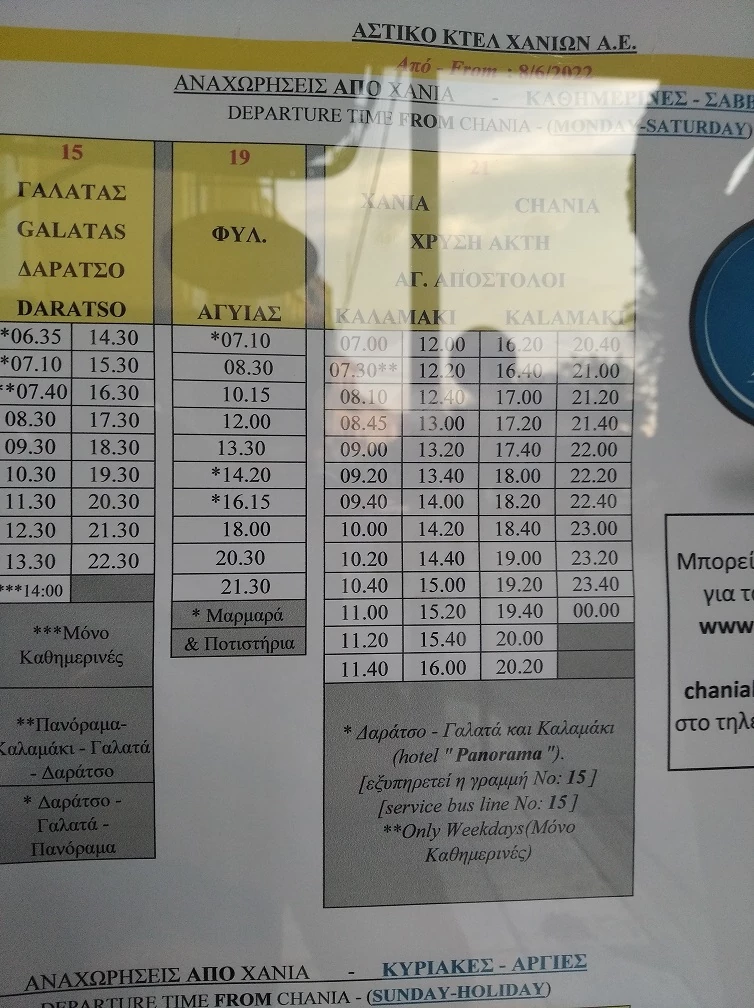 ΑΣΤΙΚΟ ΚΤΕΛ ΧΑΝΙΩΝ Α.Ε.
Από - From : 8/6/2022
ΑΝΑΧΩΡΗΣΕΙΣ ΑΠΟ ΧΑΝΙΑ - ΚΑΘΗΜΕΡΙΝΕΣ - ΣΑΒΒ
DEPARTURE TIME FROM CHANIA - (MONDAY-SATURDAY)
15
ΓΑΛΑΤΑΣ
GALATAS
ΔΑΡΑΤΣΟ
DARATSO
*06.35 14.30
*07.10 15.30
**07.40 16.30
08.30 17.30
09.30 18.30
10.30 19.30
11.30 20.30
12.30 21.30
13.30 22.30
***14:00
***Μόνο
Καθημερινές
**Πανόραμα-
Καλαμάκι - Γαλατά
- Δαράτσο
* Δαράτσο -
Γαλατά -
Πανόραμα
19
ΦΥΛ.
ΑΓΥΙΑΣ
*07.10
08.30
10.15
12.00
13.30
*14.20
*16.15
18.00
20.30
21.30
* Μαρμαρά
& Ποτιστήρια
21
ΧΑΝΙΑ CHANIA
ΧΡΥΣΗ ΑΚΤΗ
ΑΓ. ΑΠΟΣΤΟΛΟΙ
ΚΑΛΑΜΑΚΙ KALAMAKI
07.00 12.00 16.20 20.40
07.30** 12.20 16.40 21.00
08.10 12.40 17.00 21.20
08.45 13.00 17.20 21.40
09.00 13.20 17.40 22.00
09.20 13.40 18.00 22.20
09.40 14.00 18.20 22.40
10.00 14.20 18.40 23.00
10.20 14.40 19.00 23.20
10.40 15.00 19.20 23.40
11.00 15.20 19.40 00.00
11.20 15.40 20.00
11.40 16.00 20.20
* Δαράτσο - Γαλατά και Καλαμάκι
(hotel " Panorama ").
[εξυπηρετεί η γραμμή Νο: 15 ]
[service bus line No: 15 ]
**Only Weekdays(Μόνο
Καθημερινές)
Μπορεί
για το
www
chanial
στο τηλε
ΑΝΑΧΩΡΗΣΕΙΣ ΑΠΟ ΧΑΝΙΑ - ΚΥΡΙΑΚΕΣ - ΑΡΓΙΕΣ
DEPARTURE TIME FROM CHANIA - (SUNDAY-HOLIDAY)